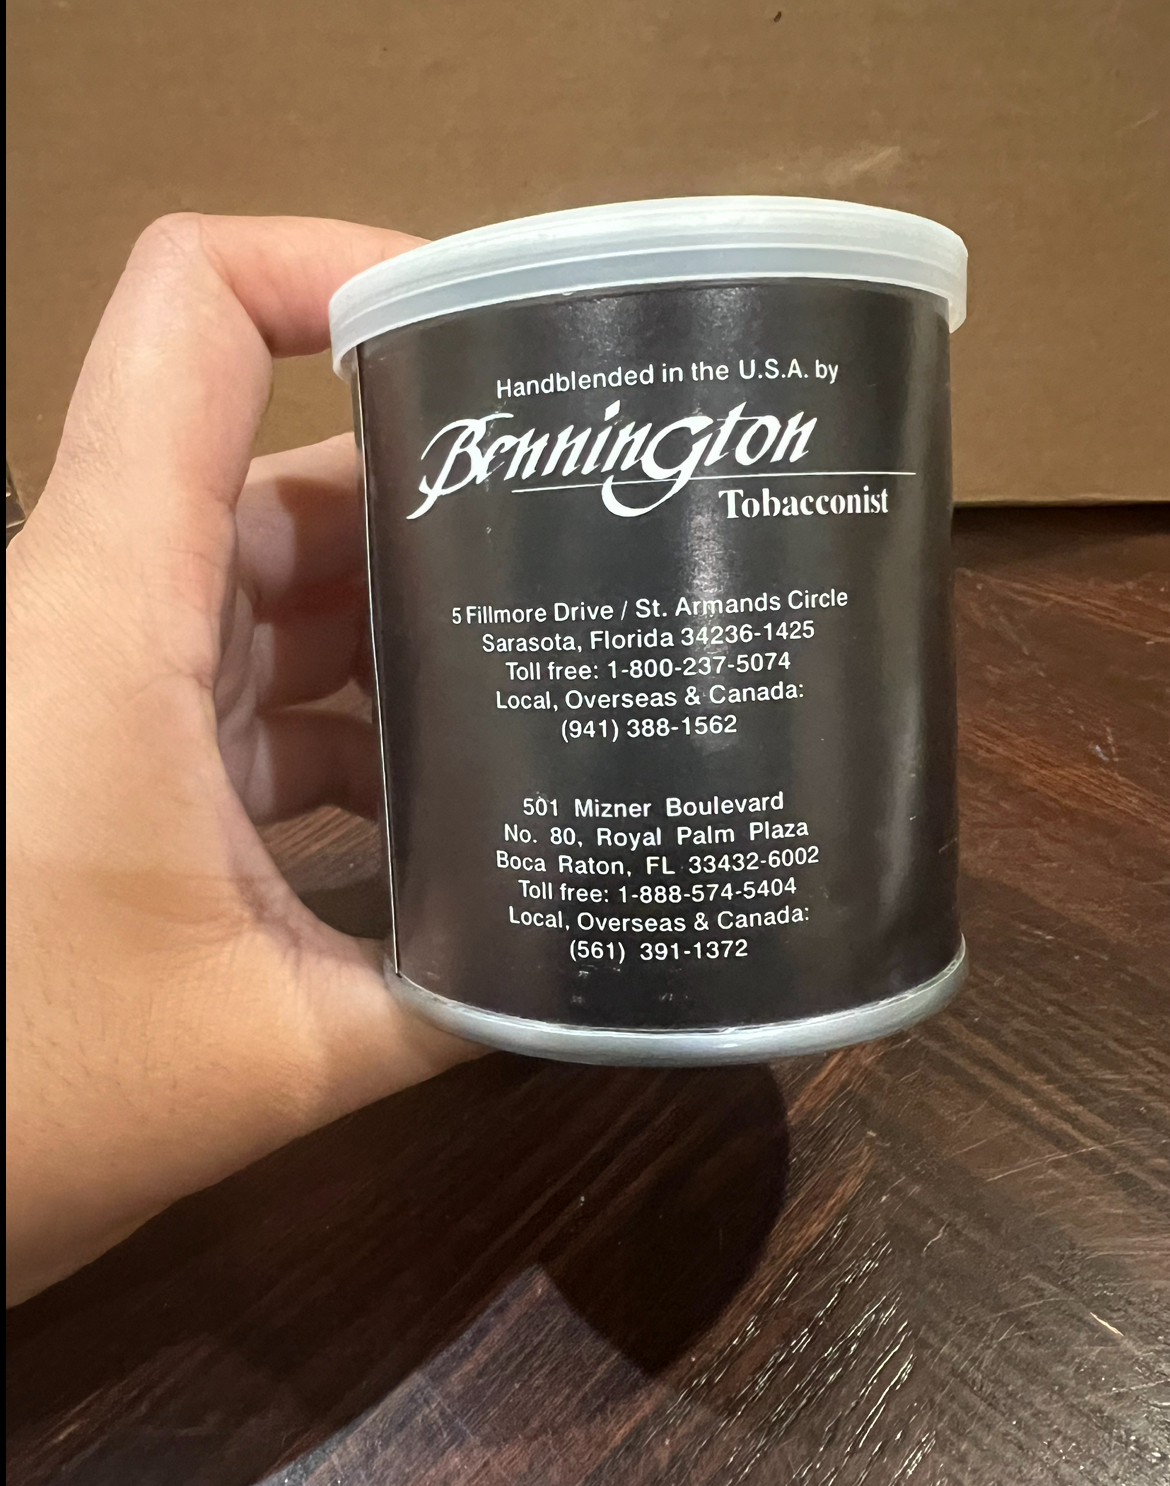 Handblended in the U.S.A. by
Bennington
Tobacconist
5 Fillmore Drive / St. Armands Circle
Sarasota, Florida 34236-1425
Toll free: 1-800-237-5074
Local, Overseas & Canada:
(941) 388-1562
501 Mizner Boulevard
No. 80, Royal Palm Plaza
Boca Raton, FL 33432-6002
Toll free: 1-888-574-5404
Local, Overseas & Canada:
(561) 391-1372